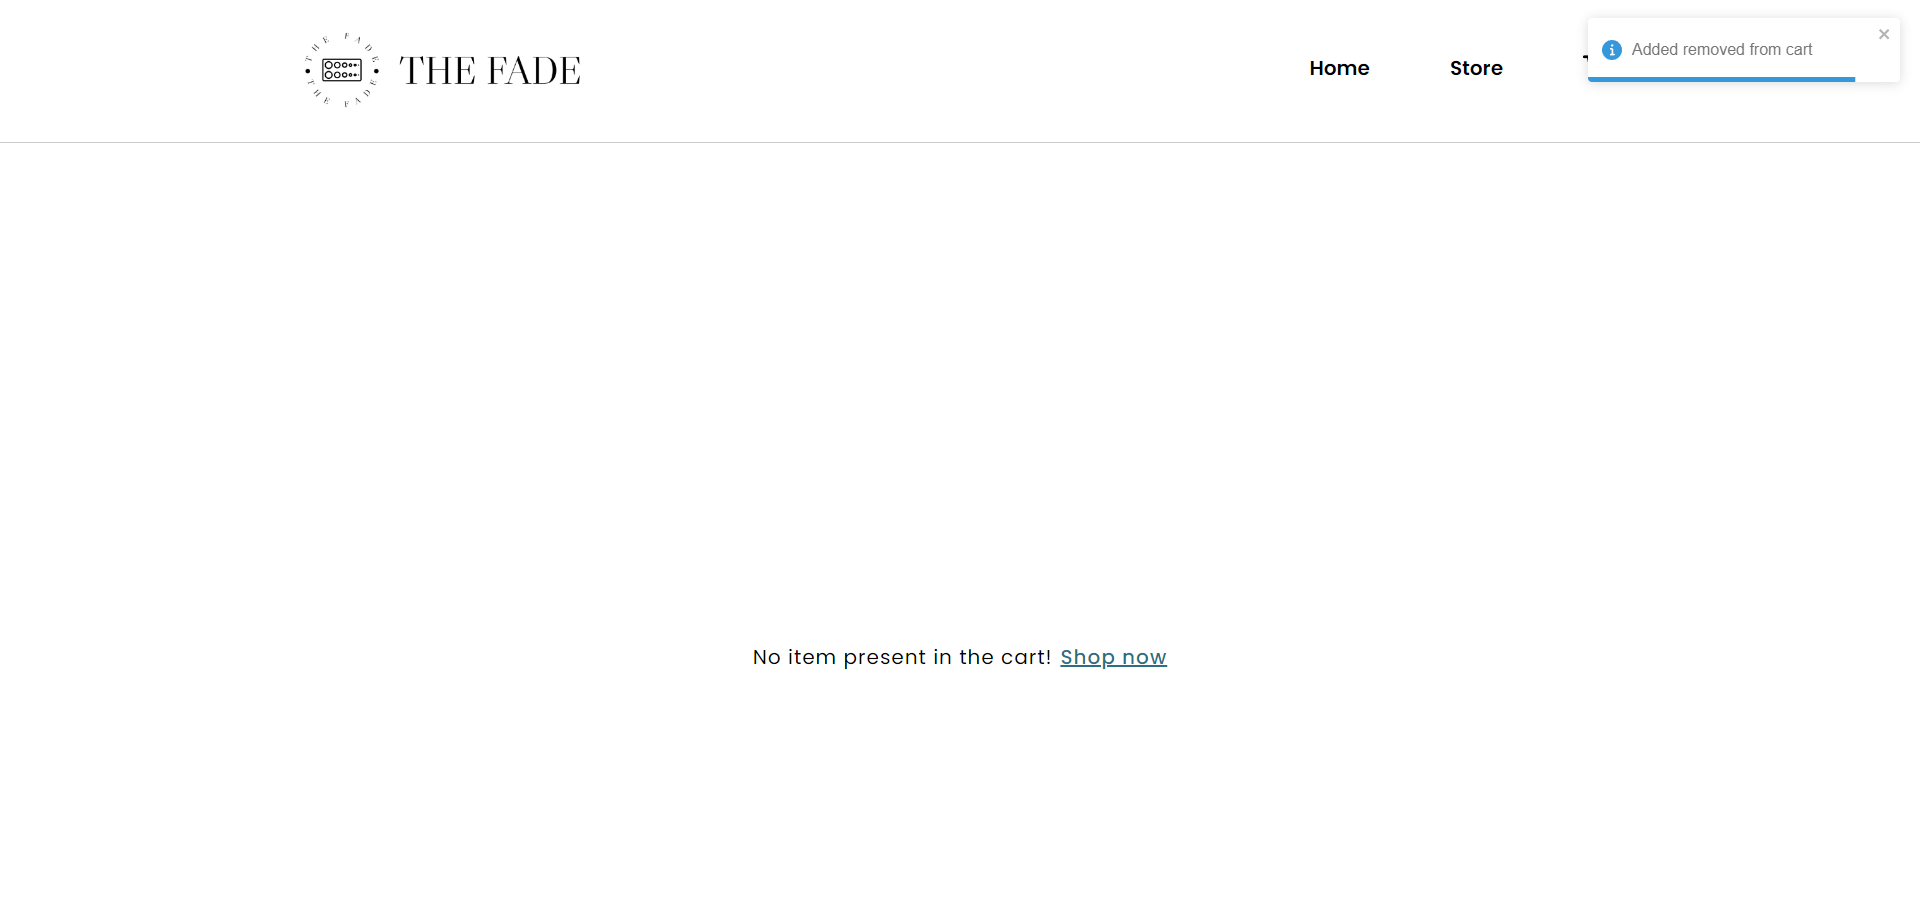 THE FADE
THE FADE
THE FADE
Home
Store
Added removed from cart
No item present in the cart! Shop now